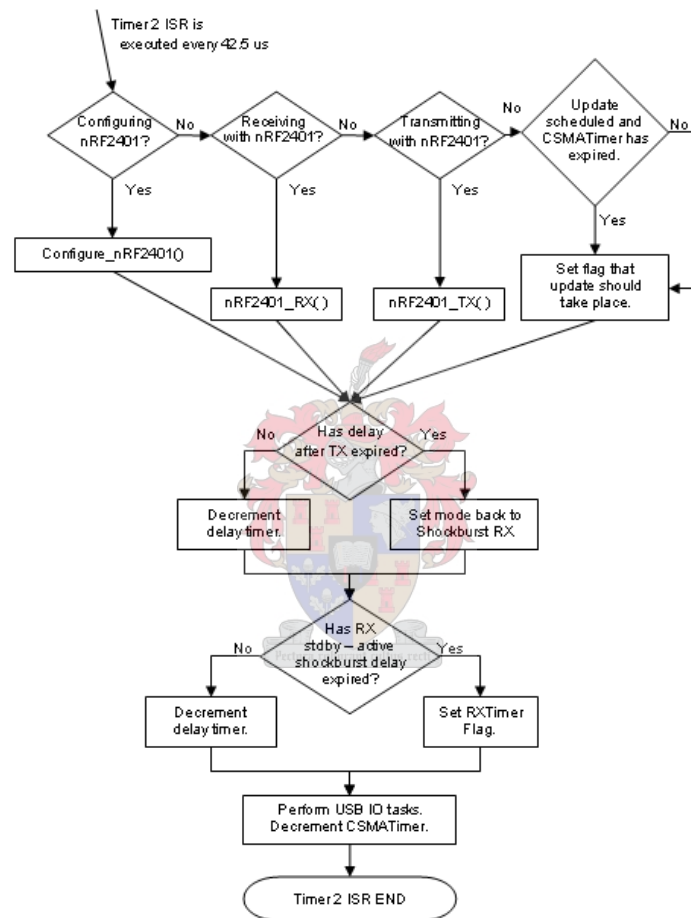 Timer 2 ISR is
executed every 42.5 us
Configuring
nRF2401?
No
Receiving
with nRF2401?
No
Transmitting
with nRF2401?
No
Update
scheduled and
CSMATimer has
expired.
No
Yes
Yes
Yes
Yes
Configure_nRF2401()
nRF2401_RX( )
nRF2401_TX( )
Set flag that
update should
take place.
No
Has delay
after TX expired?
Yes
Decrement
delay timer.
Set mode back to
Shockburst RX
No
Has RX
stdby – active
shockburst delay
expired?
Yes
Decrement
delay timer.
Set RXTimer
Flag.
Perform USB IO tasks.
Decrement CSMATimer.
Timer 2 ISR END